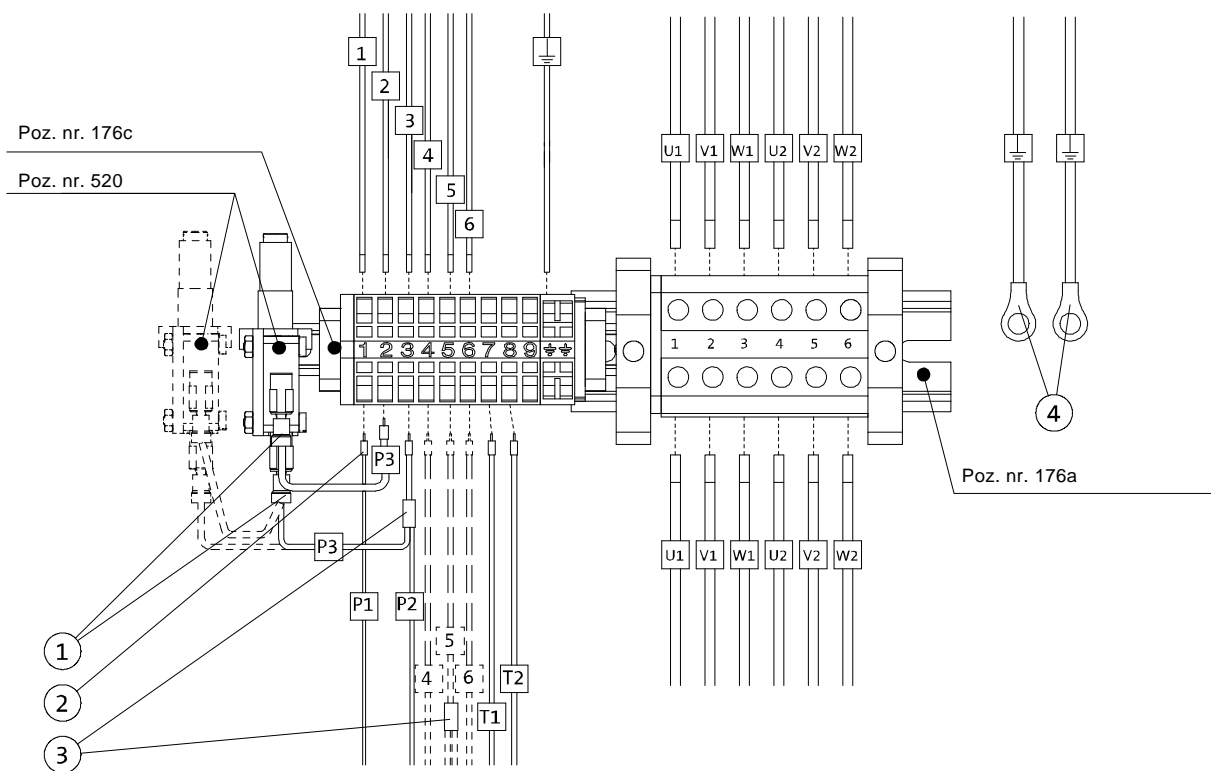 1
2
3
4
5
6
U1 V1 W1 U2 V2 W2
Poz. nr. 176c
Poz. nr. 520
1 2 3 4 5 6 7 8 9
1 2 3 4 5 6
4
P3
Poz. nr. 176a
P3
U1 V1 W1 U2 V2 W2
P1 P2
1
5
4 6 T2
2
T1
3